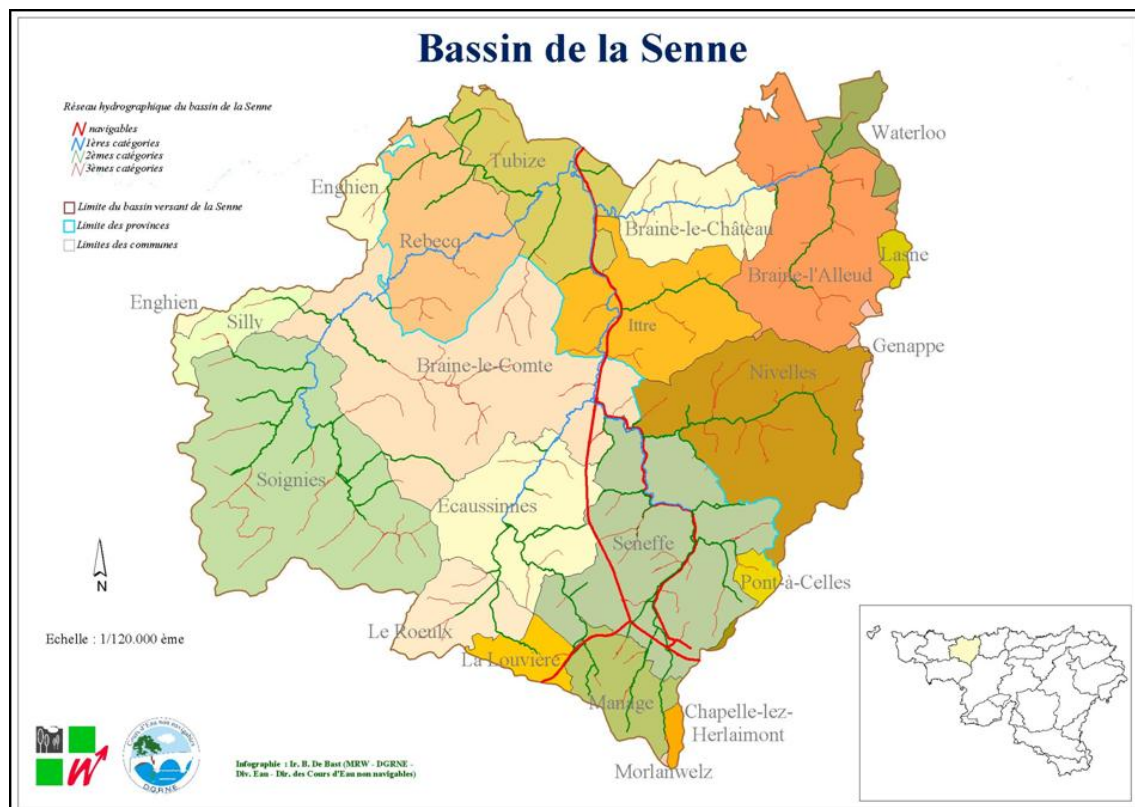 Bassin de la Senne
Réseau hydrographique du bassin de la Senne
navigables
1ères catégories
2èmes catégories
3èmes catégories
Limite du bassin versant de la Senne
Limite des provinces
Limites des communes
Waterloo
Tubize
Enghien
Braine-le-Château
Rebecq
Lasne
Braine-l'Alleud
Enghien
Silly
Ittre
Genappe
Braine-le-Comte
Nivelles
Soignies
Ecaussinnes
Seneffe
Pont-à-Celles
N
Le Roeulx
Echelle : 1/120.000 ème
La Louvière
Manage
Chapelle-lez-
Herlaimont
Morlanwelz
Cours d'Eau non navigables
D.G.R.N.E.
Infographie : Ir. B. De Bast (MRW - DGRNE -
Div. Eau - Dir. des Cours d'Eau non navigables)